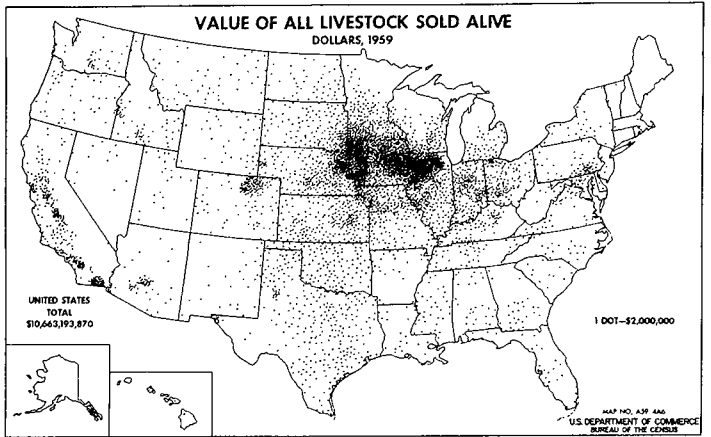 VALUE OF ALL LIVESTOCK SOLD ALIVE
DOLLARS, 1959
UNITED STATES
TOTAL
$10,663,193,870
1 DOT—$2,000,000
MAP NO. A59 4A6
U.S. DEPARTMENT OF COMMERCE
BUREAU OF THE CENSUS